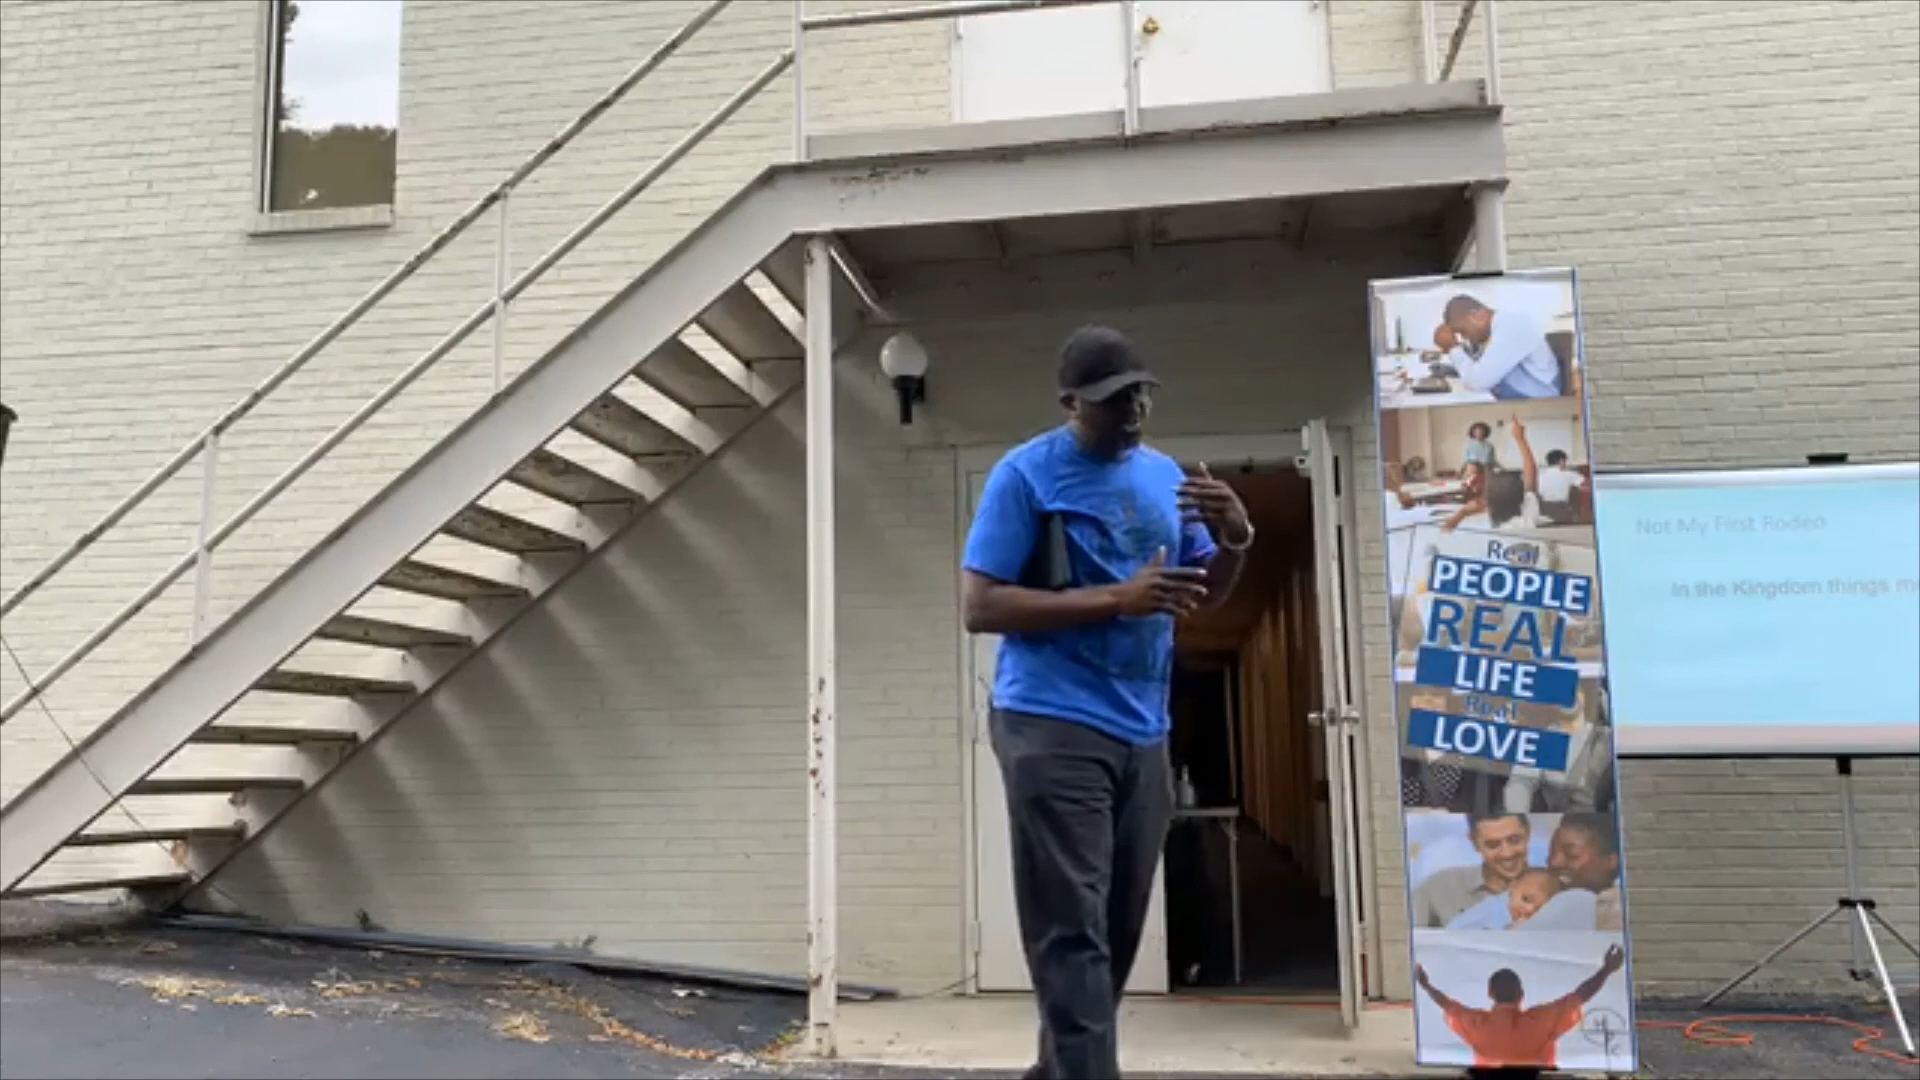 Real
PEOPLE
REAL
LIFE
Real
LOVE
Not My First Rodeo
In the Kingdom things